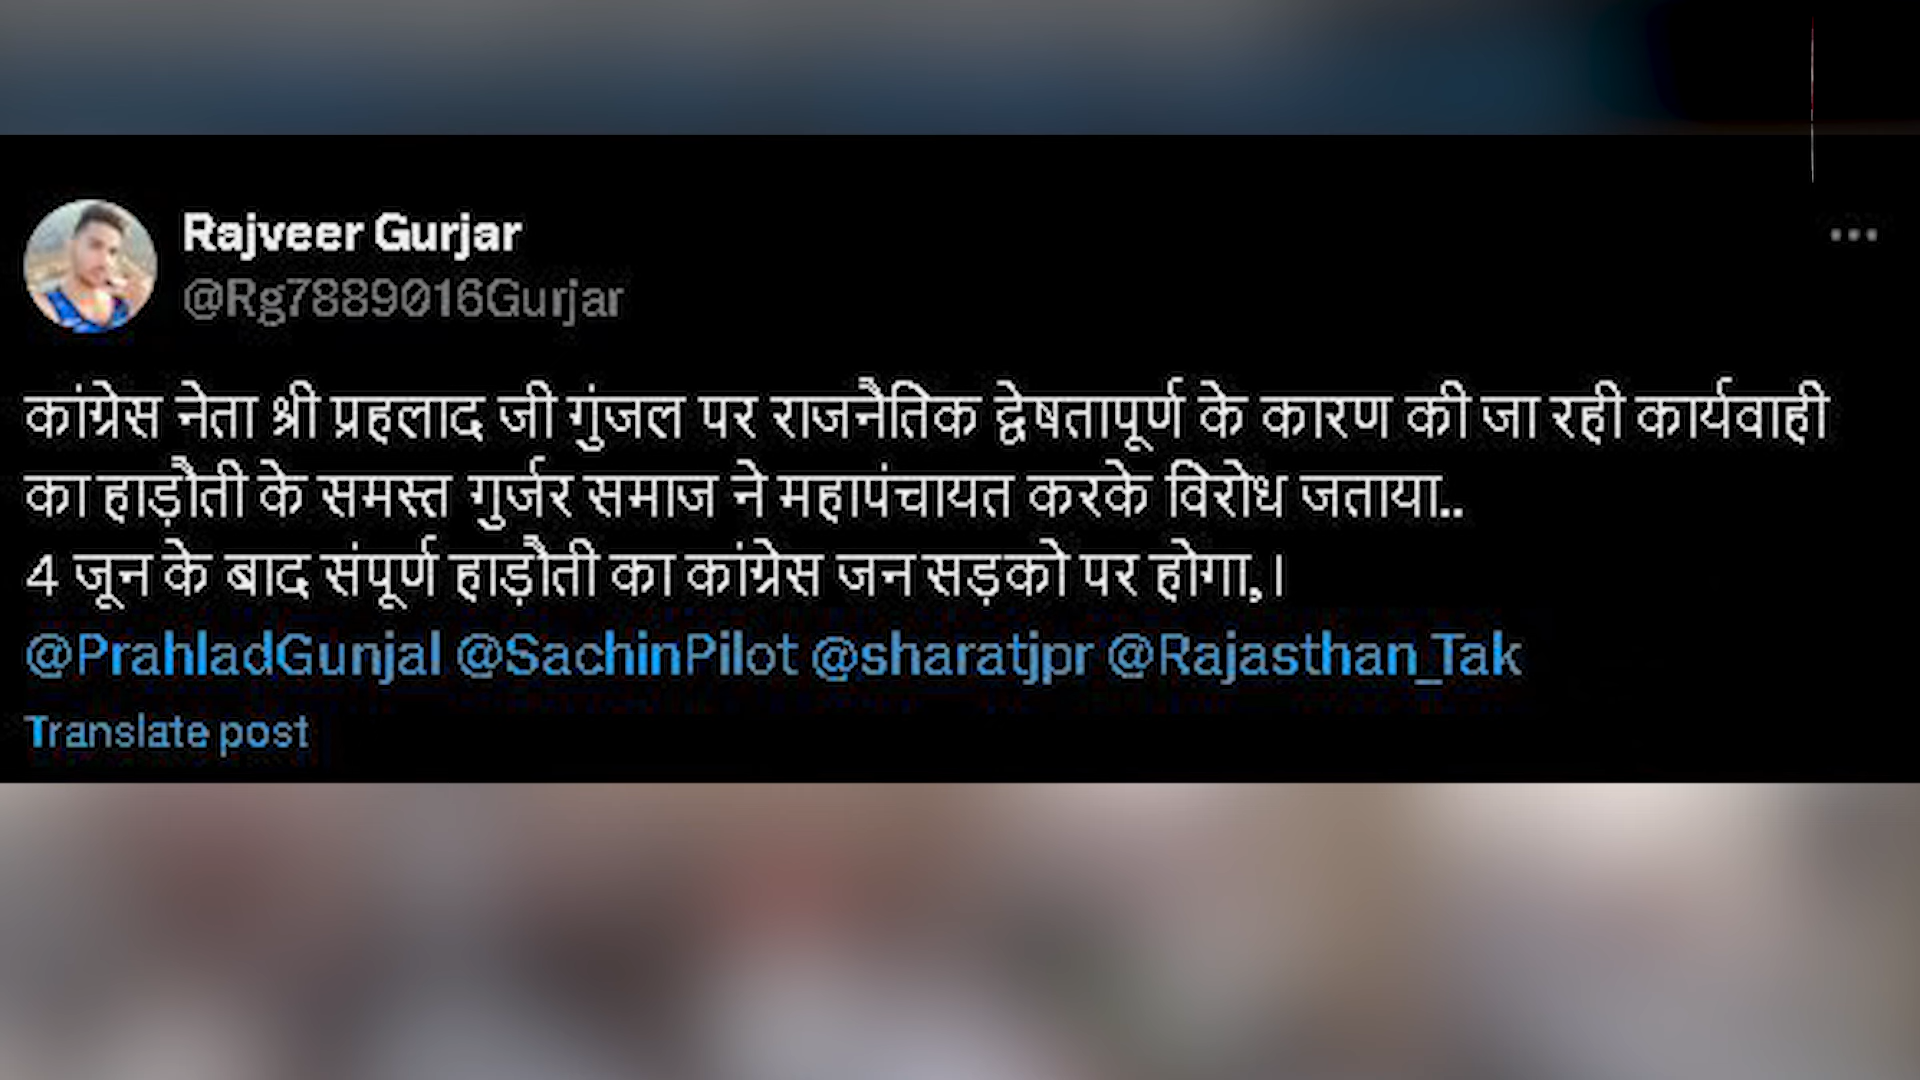 Rajveer Gurjar
@Rg7889016Gurjar
कांग्रेस नेता श्री प्रहलाद जी गुंजल पर राजनैतिक द्वेषतापूर्ण के कारण की जा रही कार्यवाही
का हाड़ौती के समस्त गुर्जर समाज ने महापंचायत करके विरोध जताया..
4 जून के बाद संपूर्ण हाड़ौती का कांग्रेस जन सड़को पर होगा,।
@PrahladGunjal @SachinPilot @sharatjpr @Rajasthan_Tak
Translate post